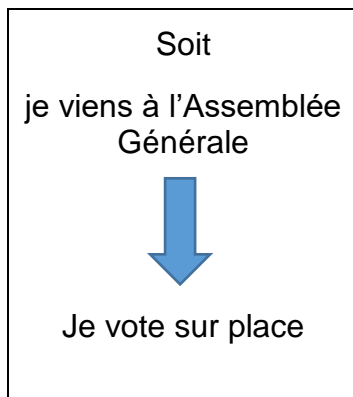 Soit
je viens à l’Assemblée
Générale
Je vote sur place